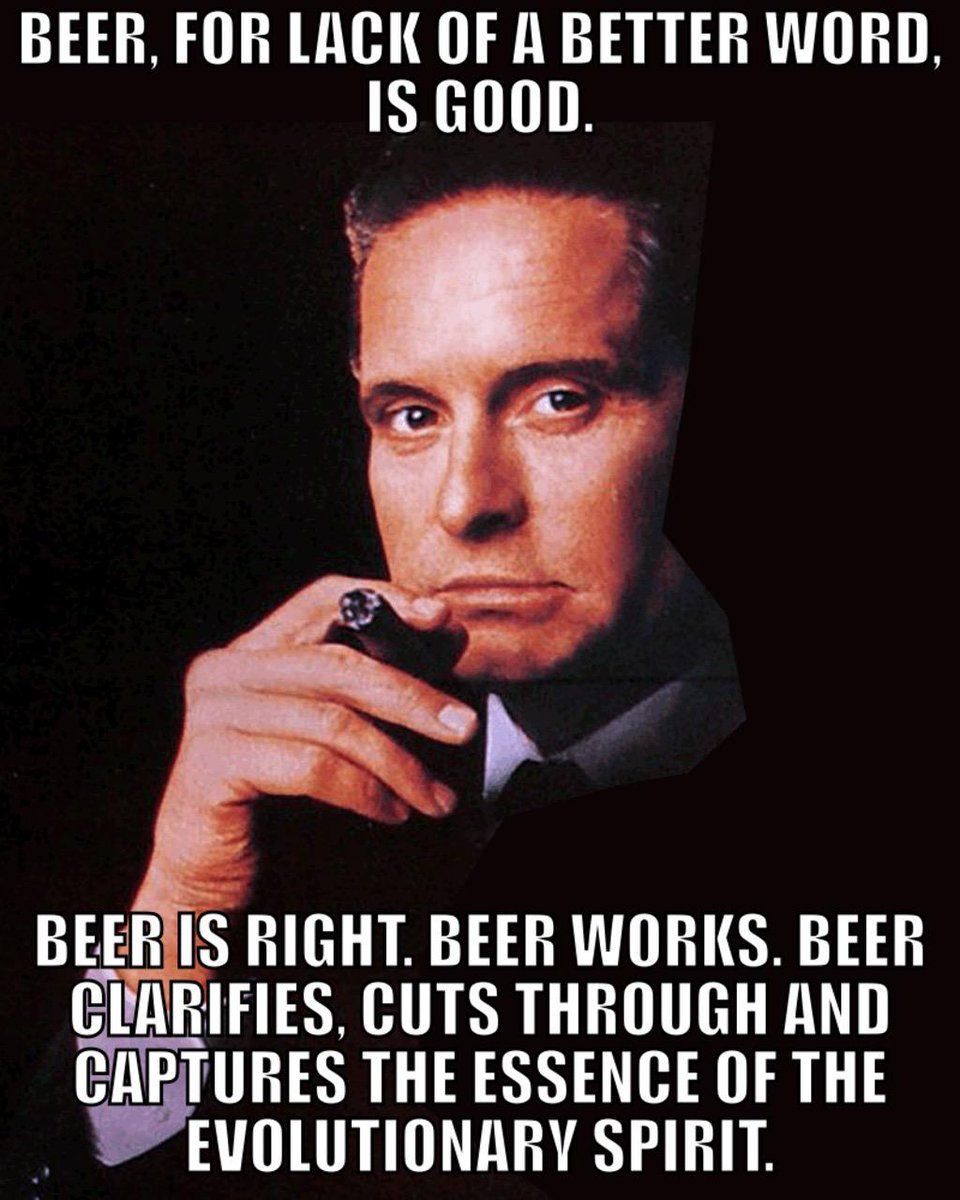 BEER, FOR LACK OF A BETTER WORD,
IS GOOD.
BEER IS RIGHT. BEER WORKS. BEER
CLARIFIES, CUTS THROUGH AND
CAPTURES THE ESSENCE OF THE
EVOLUTIONARY SPIRIT.